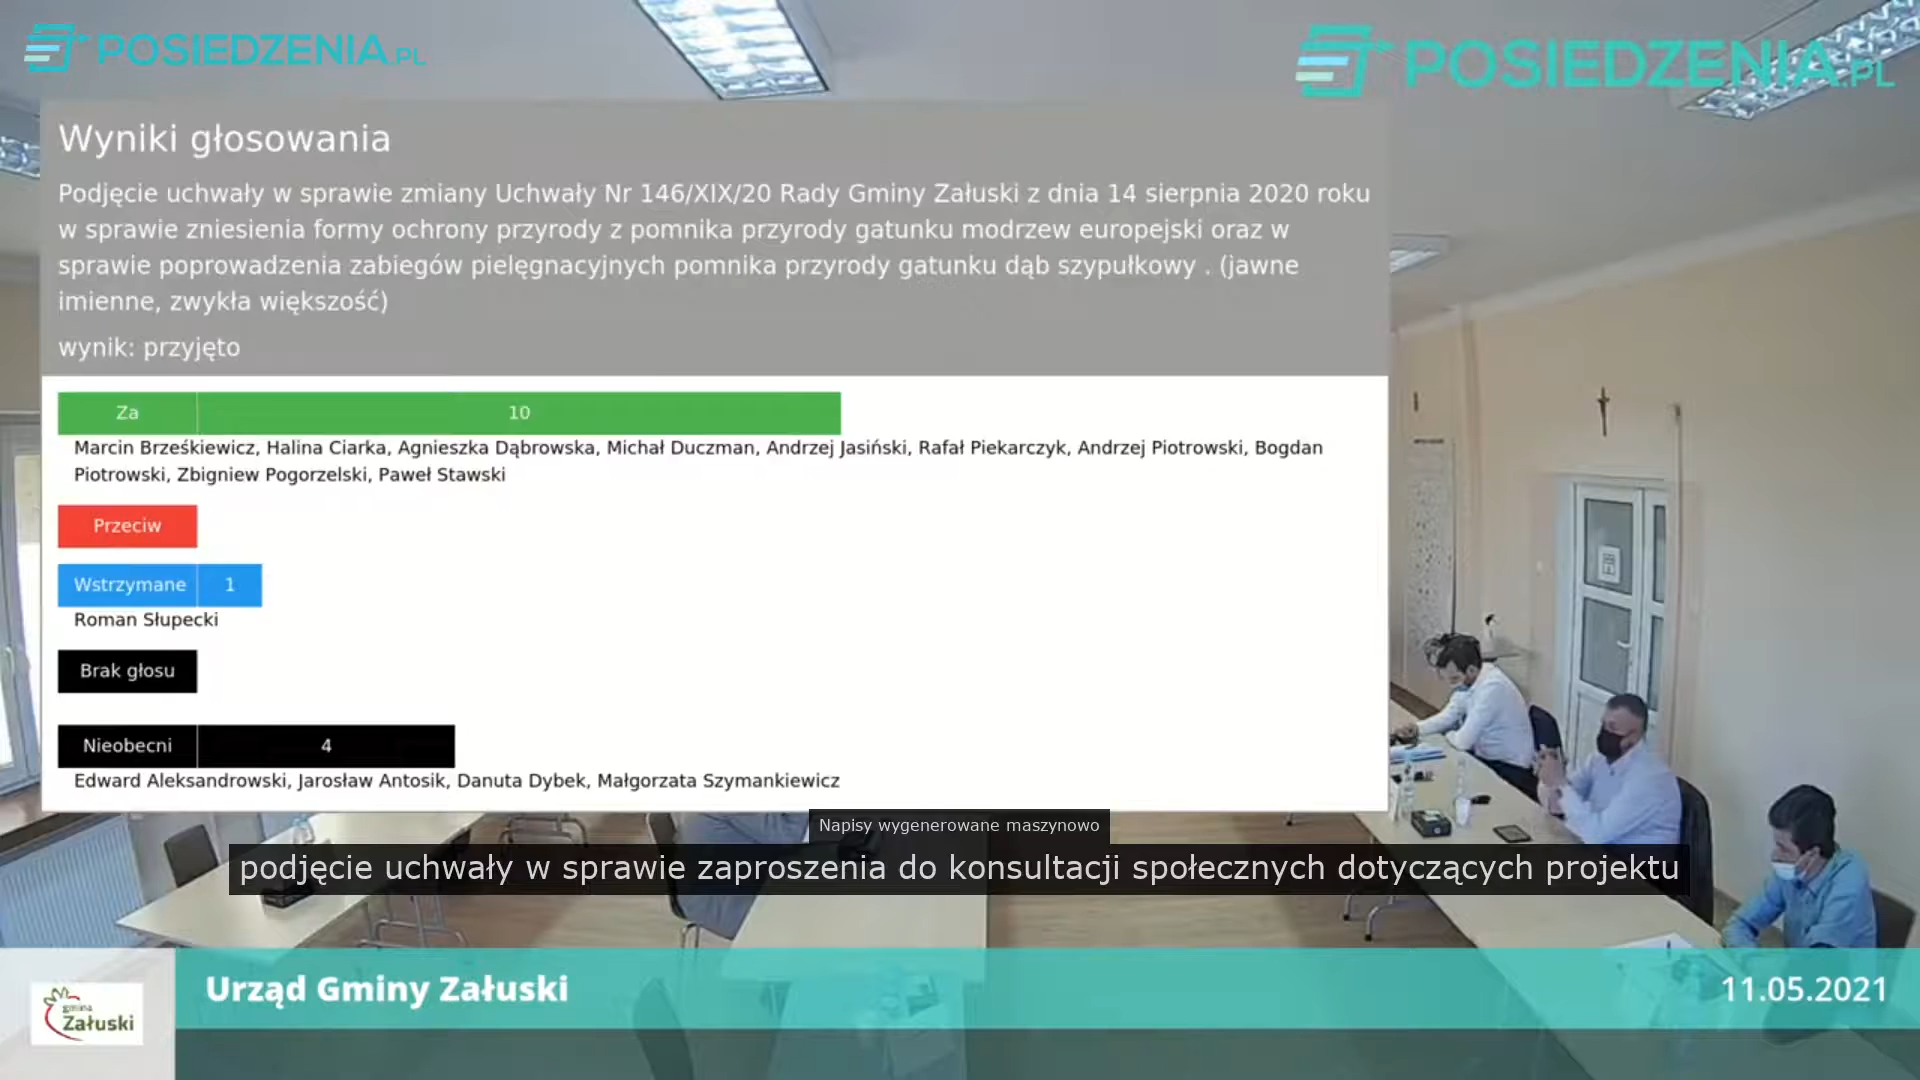 POSIEDZENIA.PL
POSIEDZENIA.PL
Wyniki głosowania
Podjęcie uchwały w sprawie zmiany Uchwały Nr 146/XIX/20 Rady Gminy Załuski z dnia 14 sierpnia 2020 roku
w sprawie zniesienia formy ochrony przyrody z pomnika przyrody gatunku modrzew europejski oraz w
sprawie poprowadzenia zabiegów pielęgnacyjnych pomnika przyrody gatunku dąb szypułkowy . (jawne
imienne, zwykła większość)
wynik: przyjęto
Za 10
Marcin Brześkiewicz, Halina Ciarka, Agnieszka Dąbrowska, Michał Duczman, Andrzej Jasiński, Rafał Piekarczyk, Andrzej Piotrowski, Bogdan
Piotrowski, Zbigniew Pogorzelski, Paweł Stawski
Przeciw
Wstrzymane 1
Roman Słupecki
Brak głosu
Nieobecni 4
Edward Aleksandrowski, Jarosław Antosik, Danuta Dybek, Małgorzata Szymankiewicz
Napisy wygenerowane maszynowo
podjęcie uchwały w sprawie zaproszenia do konsultacji społecznych dotyczących projektu
gmina
Załuski
Urząd Gminy Załuski
11.05.2021